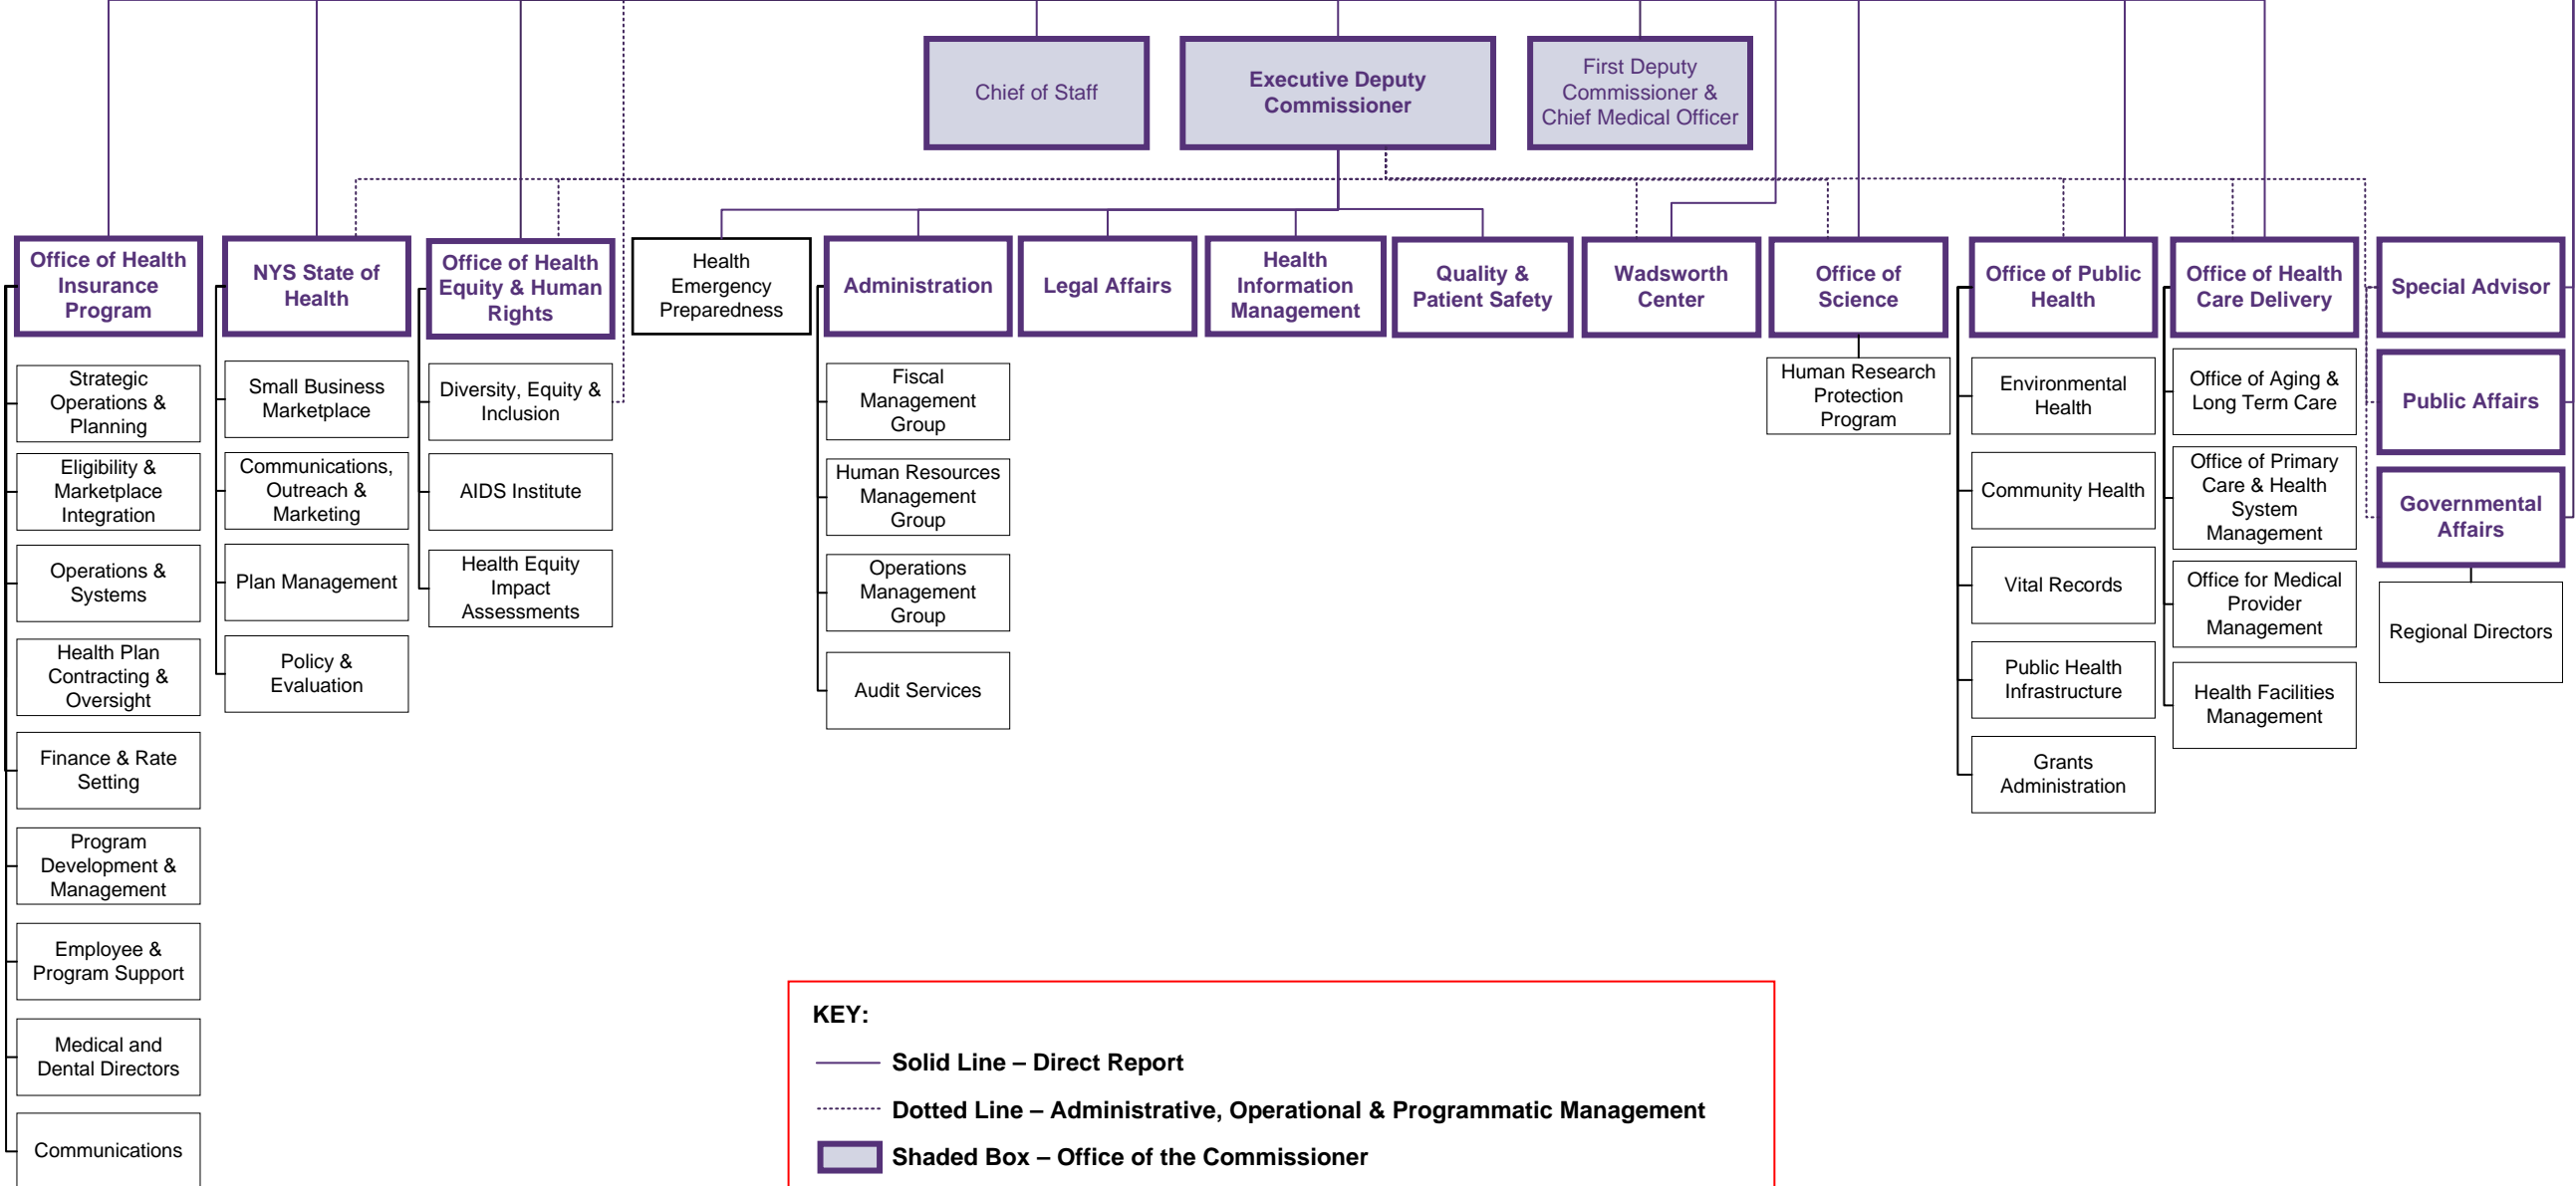 Chief of Staff
Executive Deputy
Commissioner
First Deputy
Commissioner &
Chief Medical Officer
Office of Health
Insurance
Program
NYS State of
Health
Office of Health
Equity & Human
Rights
Health
Emergency
Preparedness
Administration
Legal Affairs
Health
Information
Management
Quality &
Patient Safety
Wadsworth
Center
Office of
Science
Office of Public
Health
Office of Health
Care Delivery
Special Advisor
Strategic
Operations &
Planning
Eligibility &
Marketplace
Integration
Operations &
Systems
Health Plan
Contracting &
Oversight
Finance & Rate
Setting
Program
Development &
Management
Employee &
Program Support
Medical and
Dental Directors
Communications
Small Business
Marketplace
Communications,
Outreach &
Marketing
Plan Management
Policy &
Evaluation
Diversity, Equity &
Inclusion
AIDS Institute
Health Equity
Impact
Assessments
Fiscal
Management
Group
Human Resources
Management
Group
Operations
Management
Group
Audit Services
Human Research
Protection
Program
Environmental
Health
Community Health
Vital Records
Public Health
Infrastructure
Grants
Administration
Office of Aging &
Long Term Care
Office of Primary
Care & Health
System
Management
Office for Medical
Provider
Management
Health Facilities
Management
Public Affairs
Governmental
Affairs
Regional Directors
KEY:
Solid Line – Direct Report
Dotted Line – Administrative, Operational & Programmatic Management
Shaded Box – Office of the Commissioner